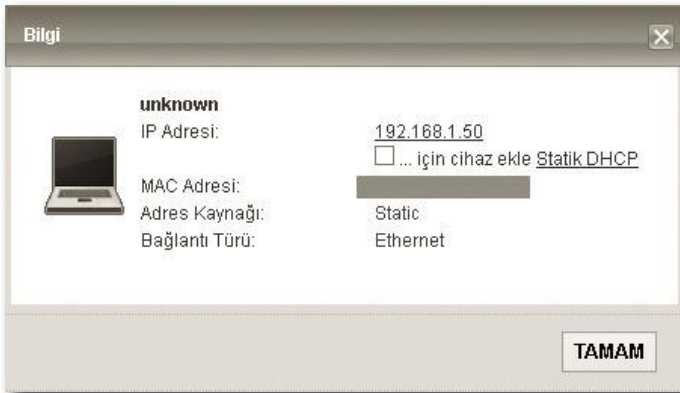 Bilgi
unknown
IP Adresi: 192.168.1.50
... için cihaz ekle Statik DHCP
MAC Adresi:
Adres Kaynağı: Static
Bağlantı Türü: Ethernet
TAMAM